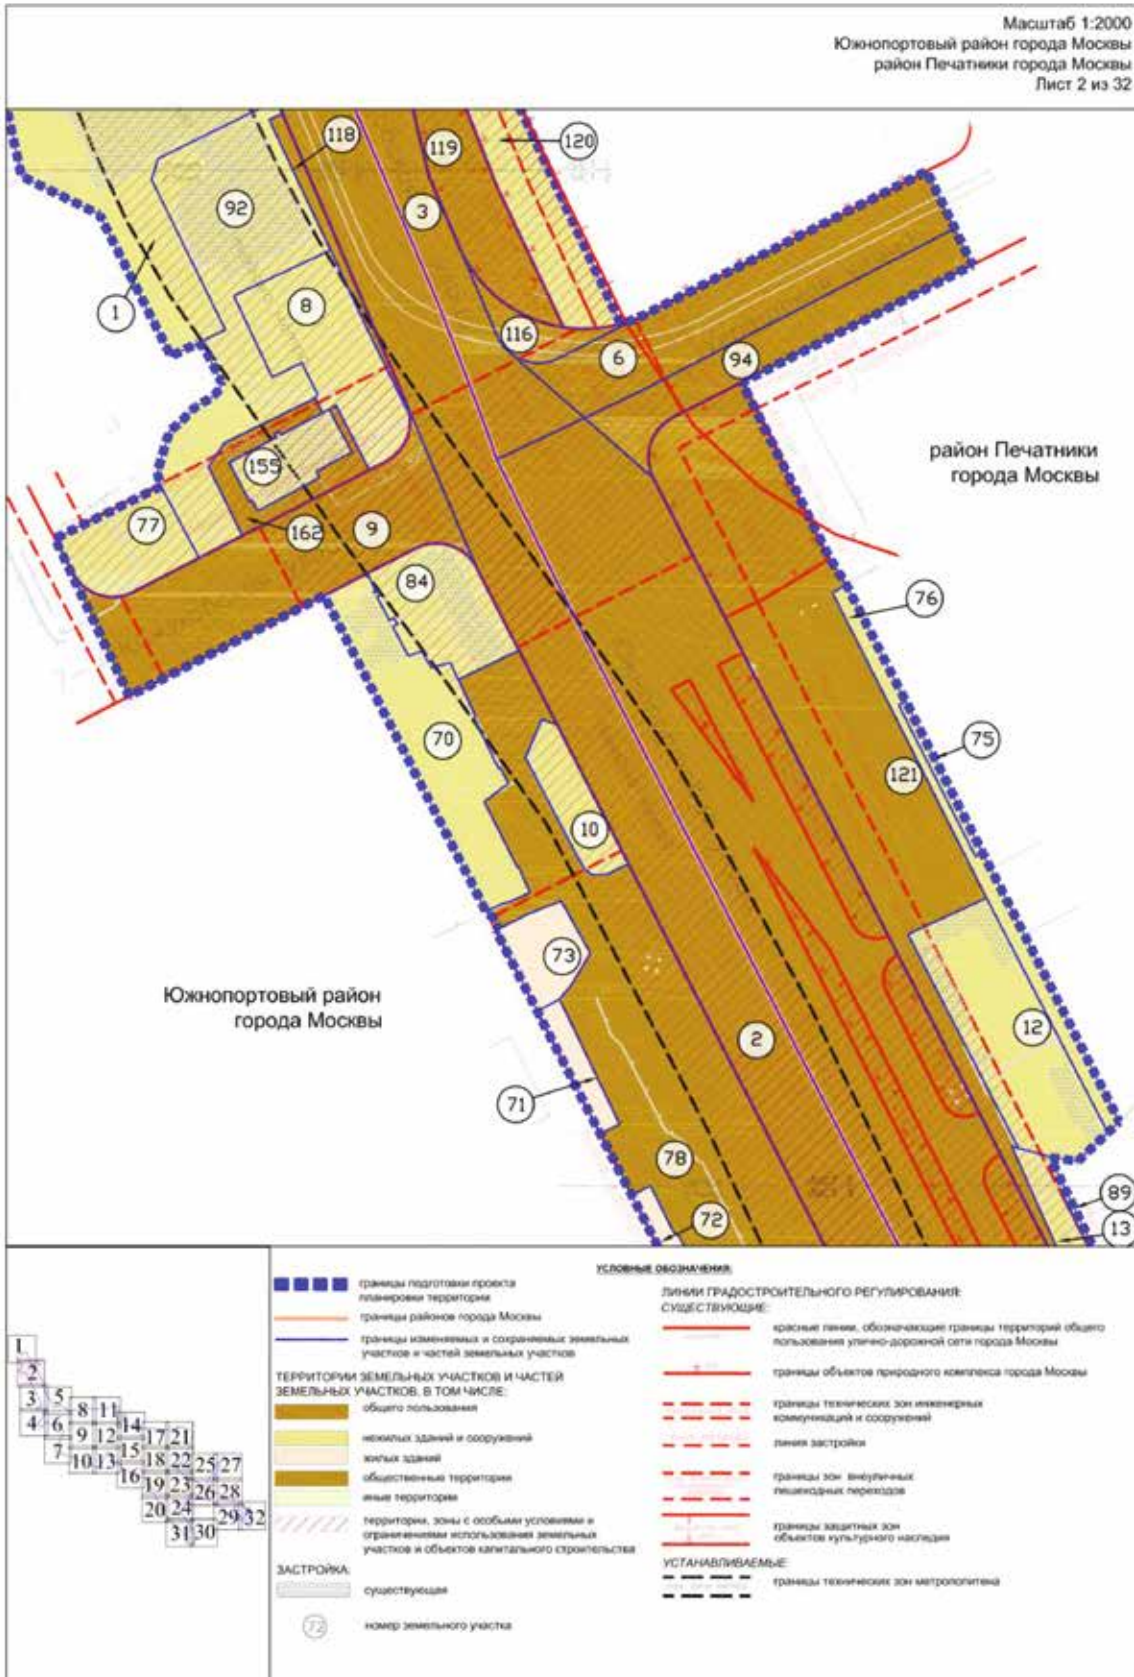 Масштаб 1:2000
Южнопортовый район города Москвы
район Печатники города Москвы
Лист 2 из 32
118
119
120
3
92
1
8
116
6
94
район Печатники
города Москвы
155
77
162
9
84
76
70
75
121
10
73
Южнопортовый район
города Москвы
12
2
71
78
89
72
13
УСЛОВНЫЕ ОБОЗНАЧЕНИЯ:
границы подготовки проекта
планировки территории
границы районов города Москвы
границы изменяемых и сохраняемых земельных
участков и частей земельных участков
ТЕРРИТОРИИ ЗЕМЕЛЬНЫХ УЧАСТКОВ И ЧАСТЕЙ
ЗЕМЕЛЬНЫХ УЧАСТКОВ, В ТОМ ЧИСЛЕ:
общего пользования
нежилых зданий и сооружений
жилых зданий
общественные территории
иные территории
территории, зоны с особыми условиями и
ограничениями использования земельных
участков и объектов капитального строительства
ЗАСТРОЙКА:
существующая
72
номер земельного участка
ЛИНИИ ГРАДОСТРОИТЕЛЬНОГО РЕГУЛИРОВАНИЯ:
СУЩЕСТВУЮЩИЕ:
красные линии, обозначающие границы территорий общего
пользования улично-дорожной сети города Москвы
границы объектов природного комплекса города Москвы
границы технических зон инженерных
коммуникаций и сооружений
линия застройки
границы зон внеуличных
пешеходных переходов
границы защитных зон
объектов культурного наследия
УСТАНАВЛИВАЕМЫЕ
границы технических зон метрополитена
1
2
3 5
8 11
4 6
14
9 12
17 21
7
15
10 13
18 22
25 27
16
19 23
26 28
20 24
29 32
31 30